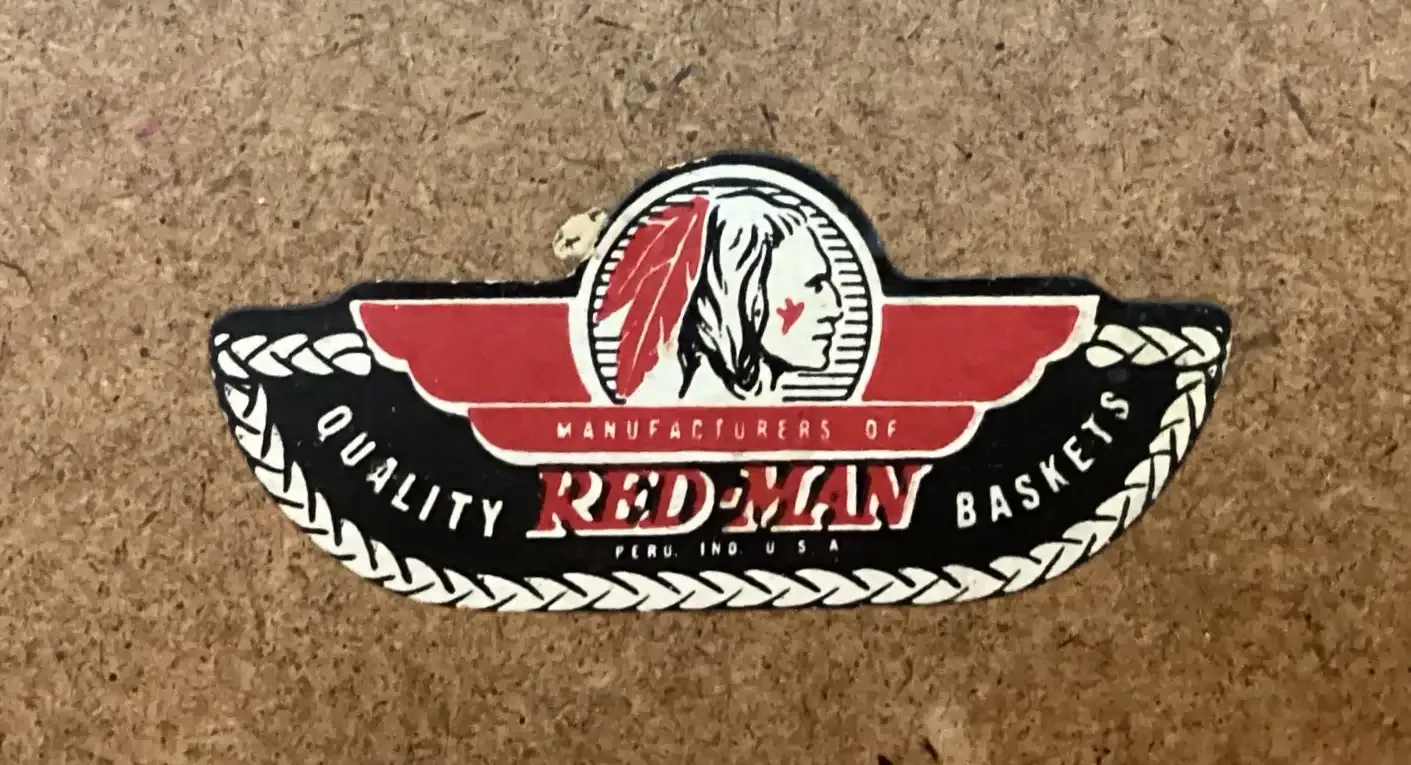 MANUFACTURERS OF
QUALITY RED-MAN BASKETS
PERU, IND. U S A